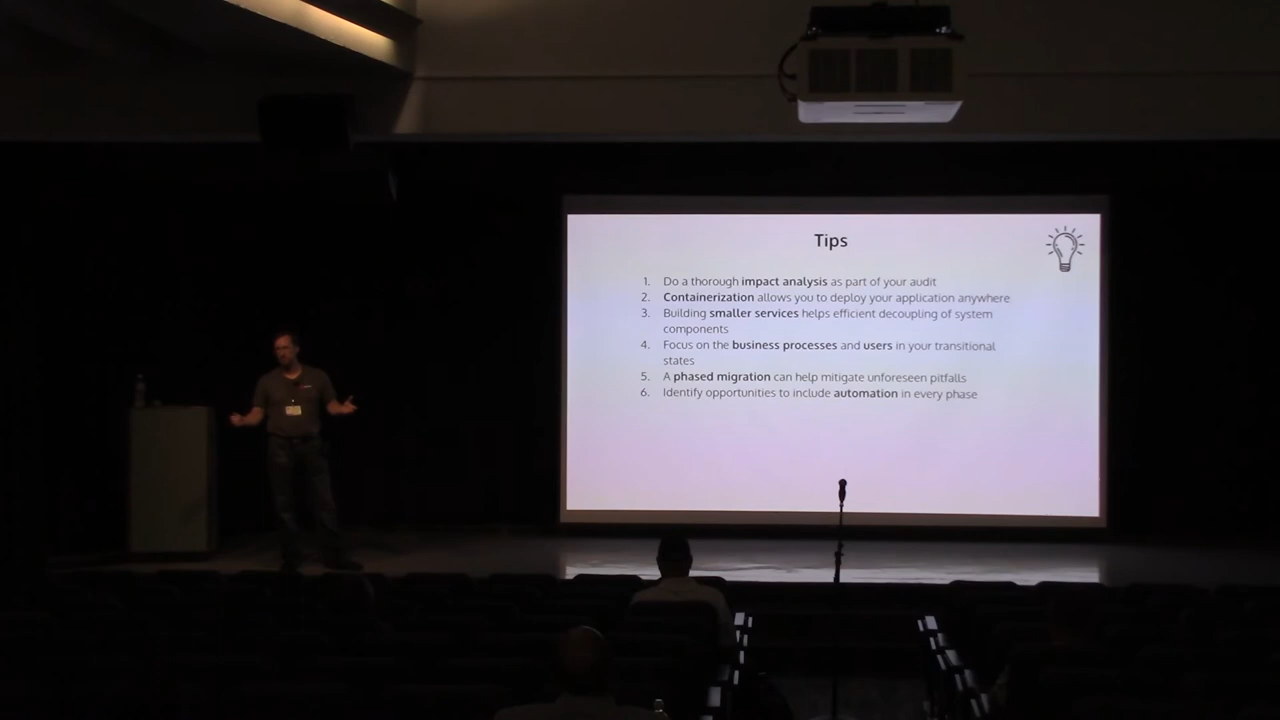 Tips
1. Do a thorough impact analysis as part of your audit
2. Containerization allows you to deploy your application anywhere
3. Building smaller services helps efficient decoupling of system
components
4. Focus on the business processes and users in your transitional
states
5. A phased migration can help mitigate unforeseen pitfalls
6. Identify opportunities to include automation in every phase